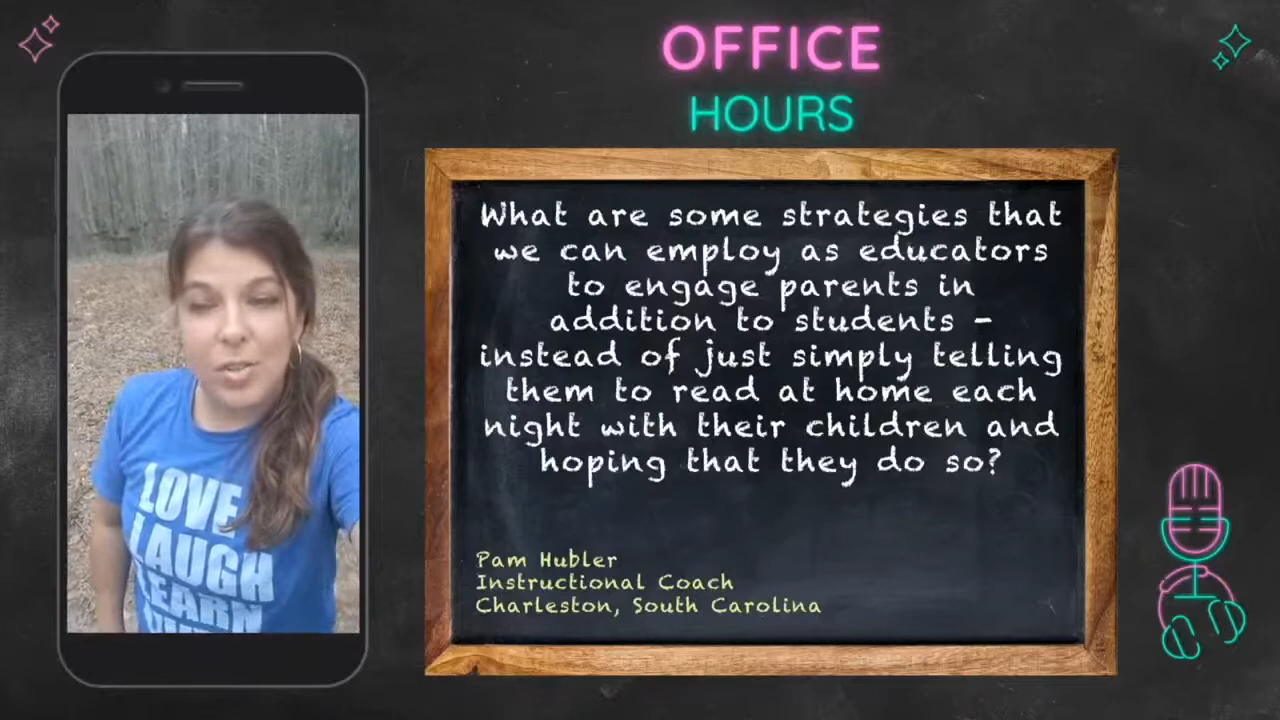 OFFICE
HOURS
What are some strategies that
we can employ as educators
to engage parents in
addition to students -
instead of just simply telling
them to read at home each
night with their children and
hoping that they do so?
Pam Hubler
Instructional Coach
Charleston, South Carolina
LOVE
LAUGH
LEARN